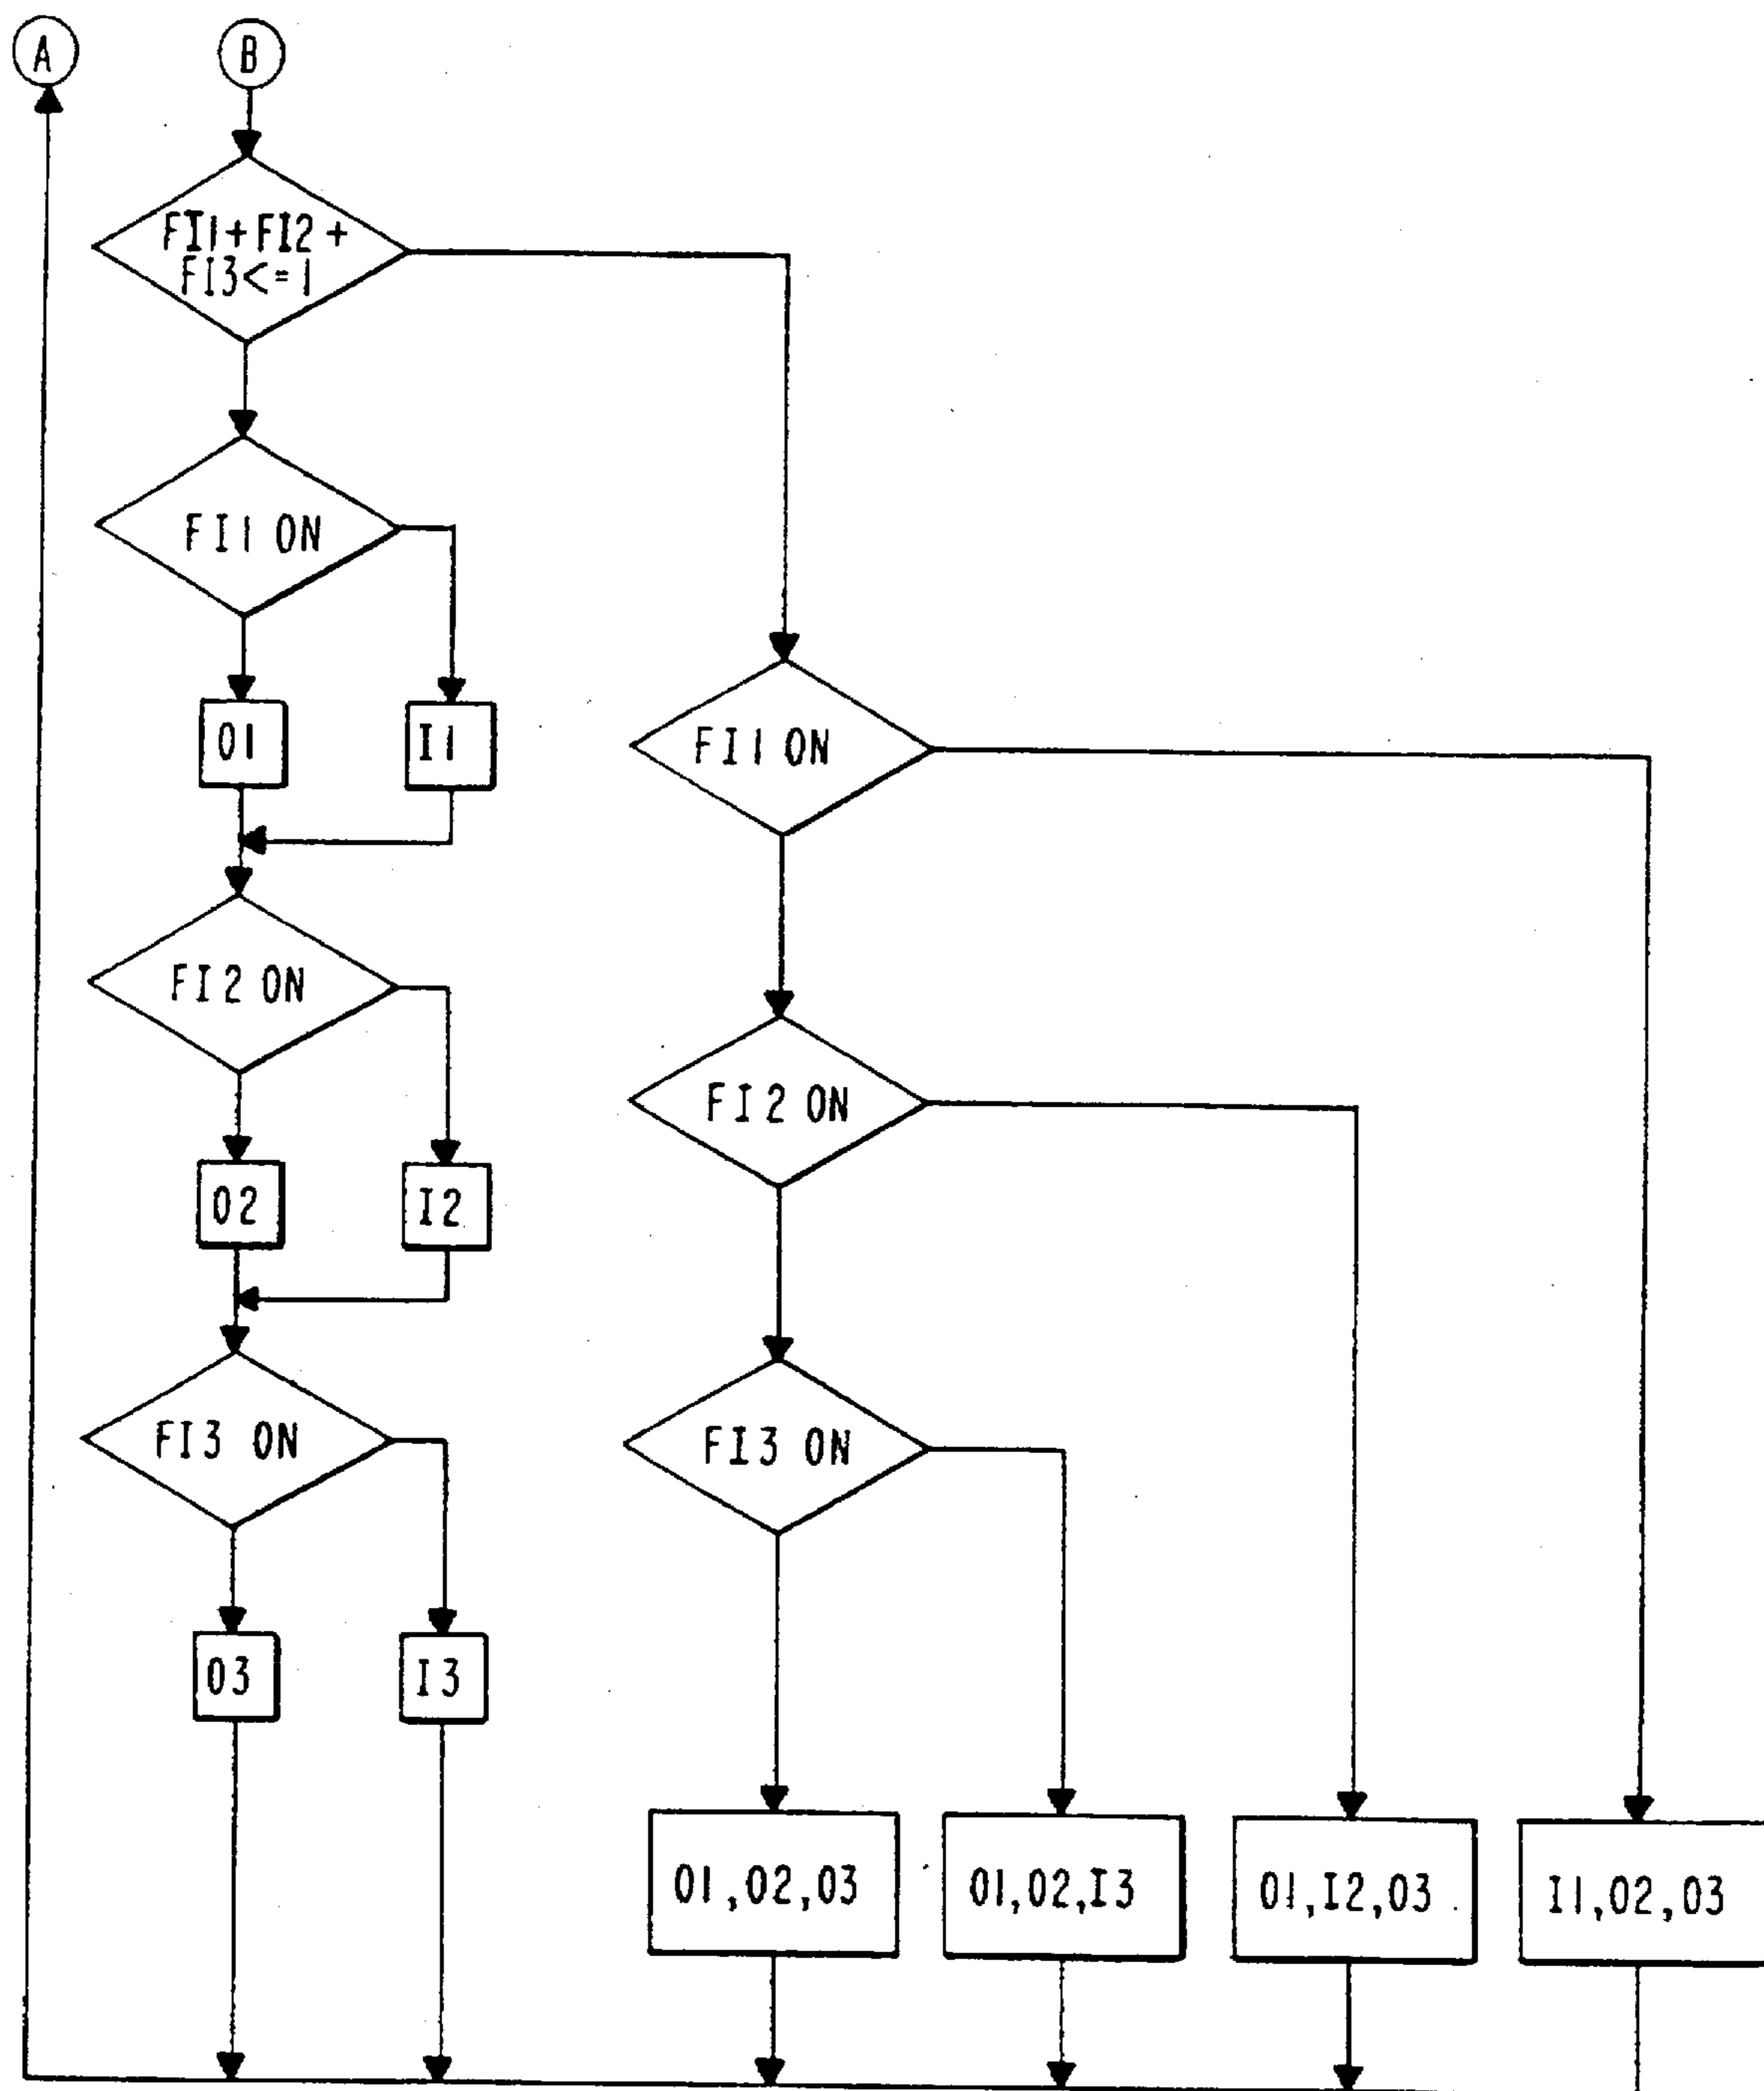 A
B
FI1+FI2+
FI3<=1
FI1 ON
O1
I1
FI1 ON
FI2 ON
FI2 ON
O2
I2
FI3 ON
FI3 ON
O3
I3
O1,O2,O3
O1,O2,I3
O1,I2,O3
I1,O2,O3